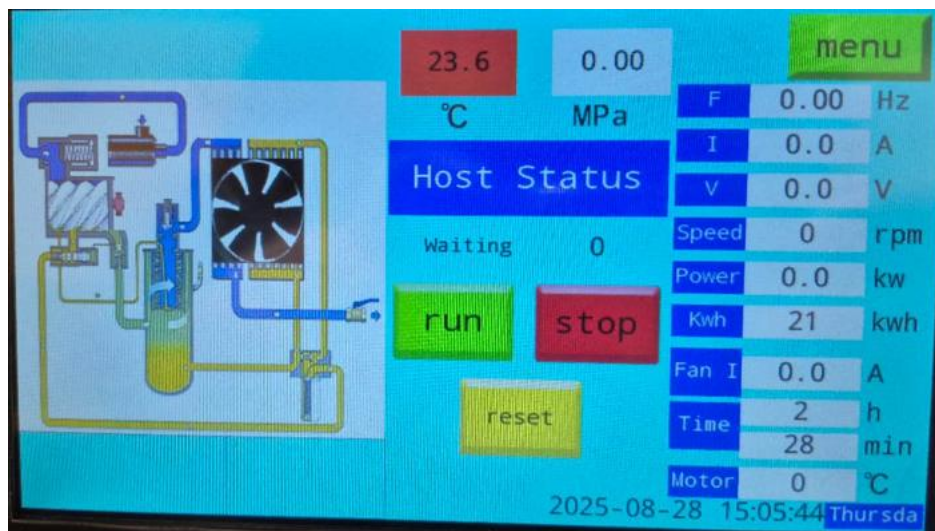 menu
23.6 0.00
℃ MPa
Host Status
Waiting 0
run stop
reset
F 0.00 Hz
I 0.0 A
V 0.0 V
Speed 0 rpm
Power 0.0 kw
Kwh 21 kwh
Fan I 0.0 A
Time 2 h
28 min
Motor 0 ℃
2025-08-28 15:05:44 Thursda